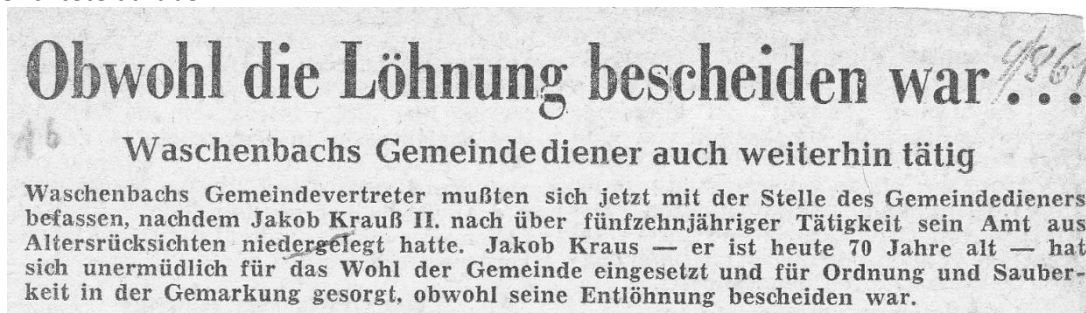 Obwohl die Löhnung bescheiden war...
Waschenbachs Gemeindediener auch weiterhin tätig
Waschenbachs Gemeindevertreter mußten sich jetzt mit der Stelle des Gemeindedieners
befassen, nachdem Jakob Krauß II. nach über fünfzehnjähriger Tätigkeit sein Amt aus
Altersrücksichten niedergelegt hatte. Jakob Kraus — er ist heute 70 Jahre alt — hat
sich unermüdlich für das Wohl der Gemeinde eingesetzt und für Ordnung und Sauber-
keit in der Gemarkung gesorgt, obwohl seine Entlöhnung bescheiden war.